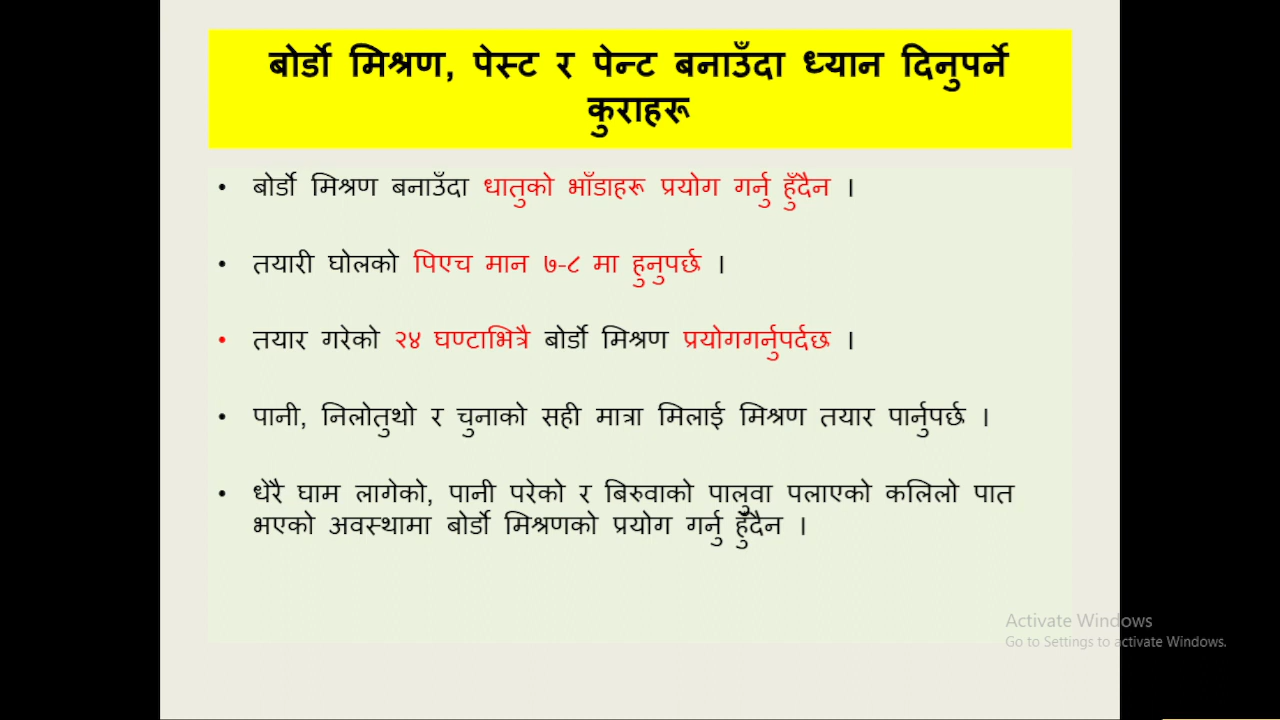 बोर्डो मिश्रण, पेस्ट र पेन्ट बनाउँदा ध्यान दिनुपर्ने
कुराहरू
• बोर्डो मिश्रण बनाउँदा धातुको भाँडाहरू प्रयोग गर्नु हुँदैन ।
• तयारी घोलको पिएच मान ७-८ मा हुनुपर्छ ।
• तयार गरेको २४ घण्टाभित्रै बोर्डो मिश्रण प्रयोगगर्नुपर्दछ ।
• पानी, निलोतुथो र चुनाको सही मात्रा मिलाई मिश्रण तयार पार्नुपर्छ ।
• धेरै घाम लागेको, पानी परेको र बिरुवाको पालुवा पलाएको कलिलो पात
भएको अवस्थामा बोर्डो मिश्रणको प्रयोग गर्नु हुँदैन ।
Activate Windows
Go to Settings to activate Windows.